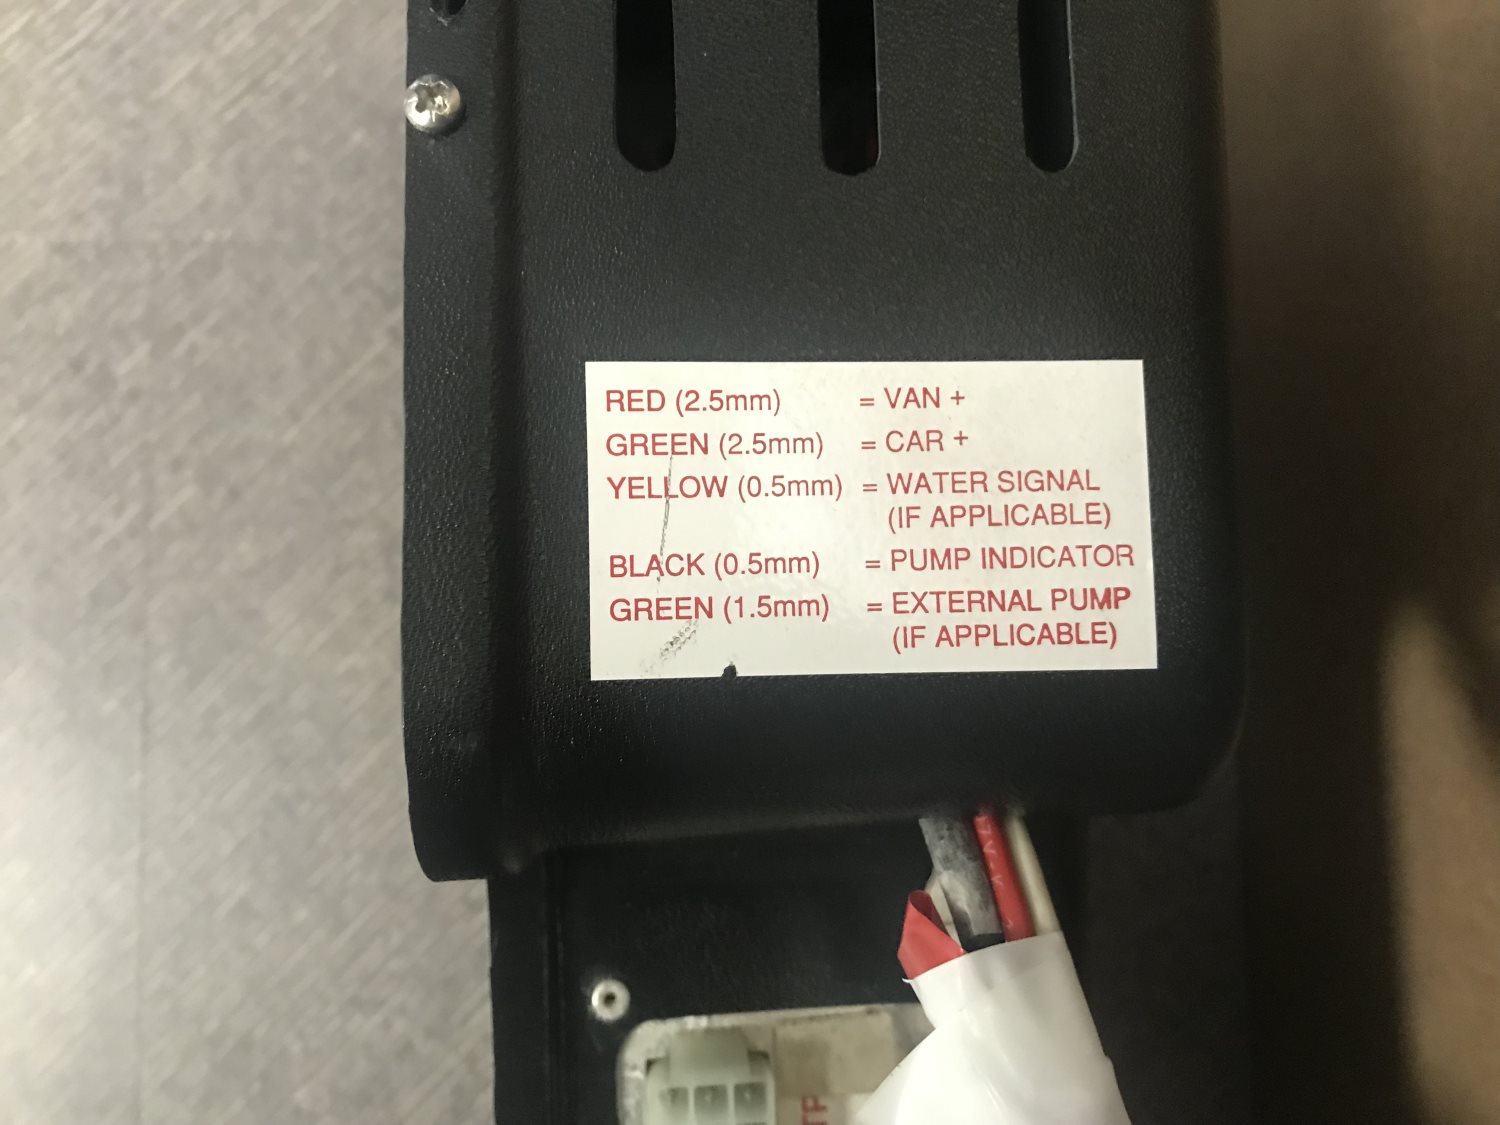 RED (2.5mm) = VAN +
GREEN (2.5mm) = CAR +
YELLOW (0.5mm) = WATER SIGNAL
(IF APPLICABLE)
BLACK (0.5mm) = PUMP INDICATOR
GREEN (1.5mm) = EXTERNAL PUMP
(IF APPLICABLE)